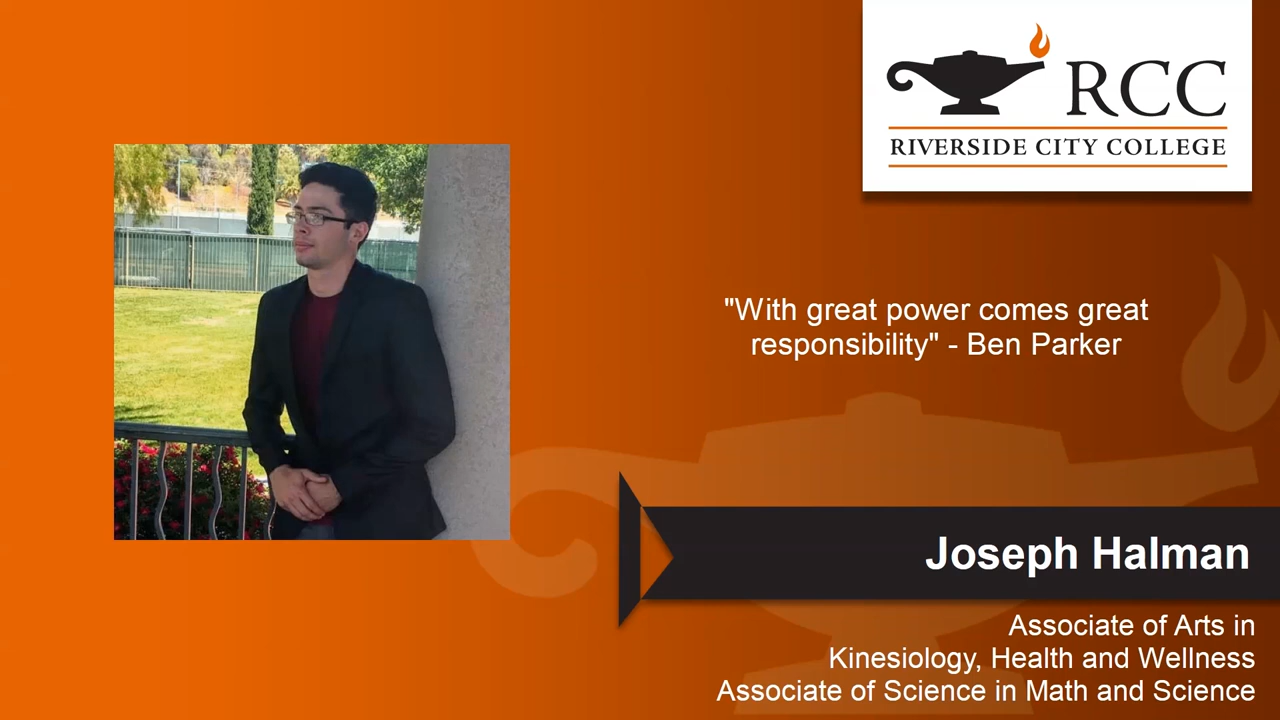 RCC
RIVERSIDE CITY COLLEGE
"With great power comes great
responsibility" - Ben Parker
Joseph Halman
Associate of Arts in
Kinesiology, Health and Wellness
Associate of Science in Math and Science